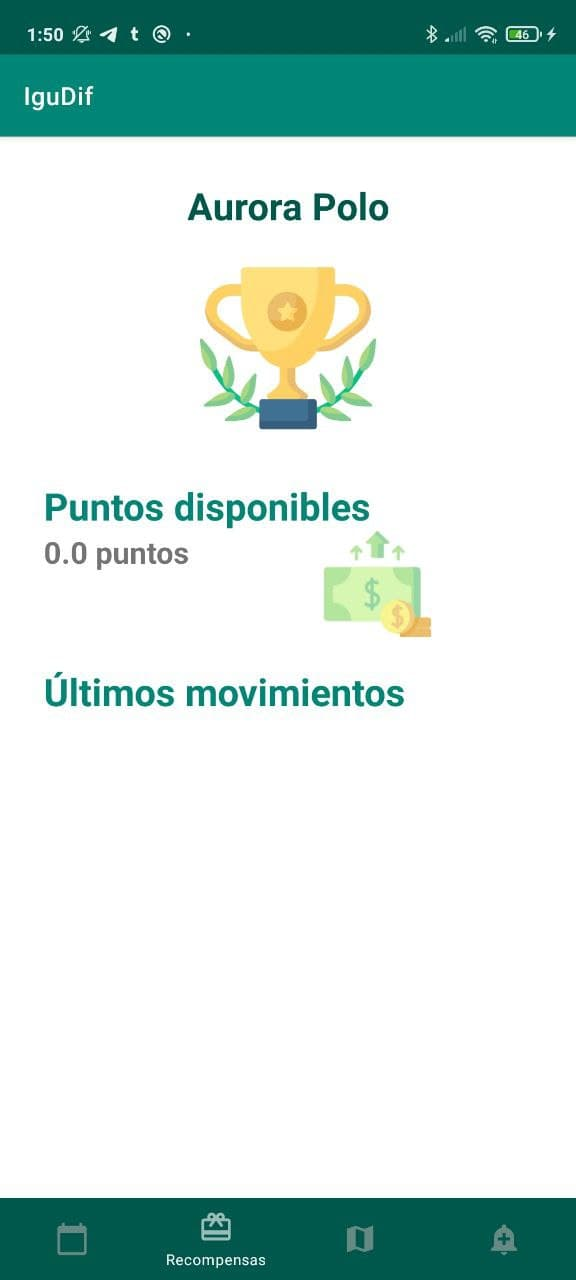 1:50
46
IguDif
Aurora Polo
Puntos disponibles
0.0 puntos
$
$
Últimos movimientos
Recompensas